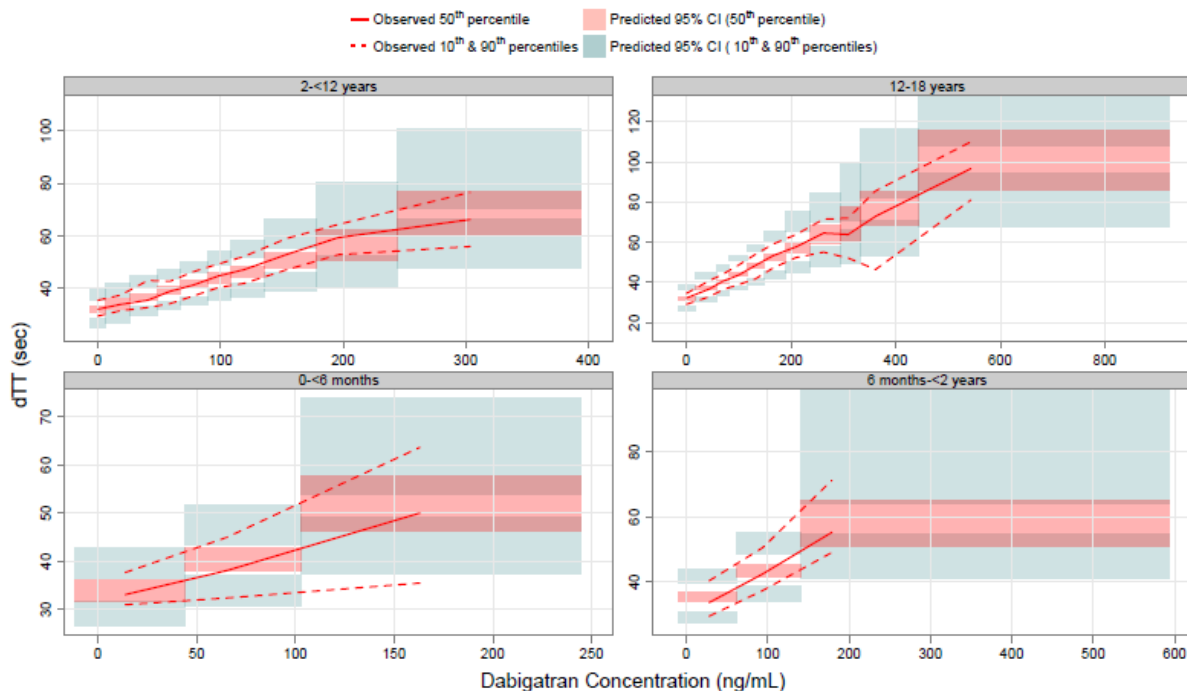 Observed 50th percentile Predicted 95% CI (50th percentile)
Observed 10th & 90th percentiles Predicted 95% CI ( 10th & 90th percentiles)
2-<12 years 12-18 years
100
80
60
40
0 100 200 300 400
120
100
80
60
40
20
0 200 400 600 800
dTT (sec)
0-<6 months 6 months-<2 years
70
60
50
40
30
0 50 100 150 200 250
80
60
40
0 100 200 300 400 500 600
Dabigatran Concentration (ng/mL)